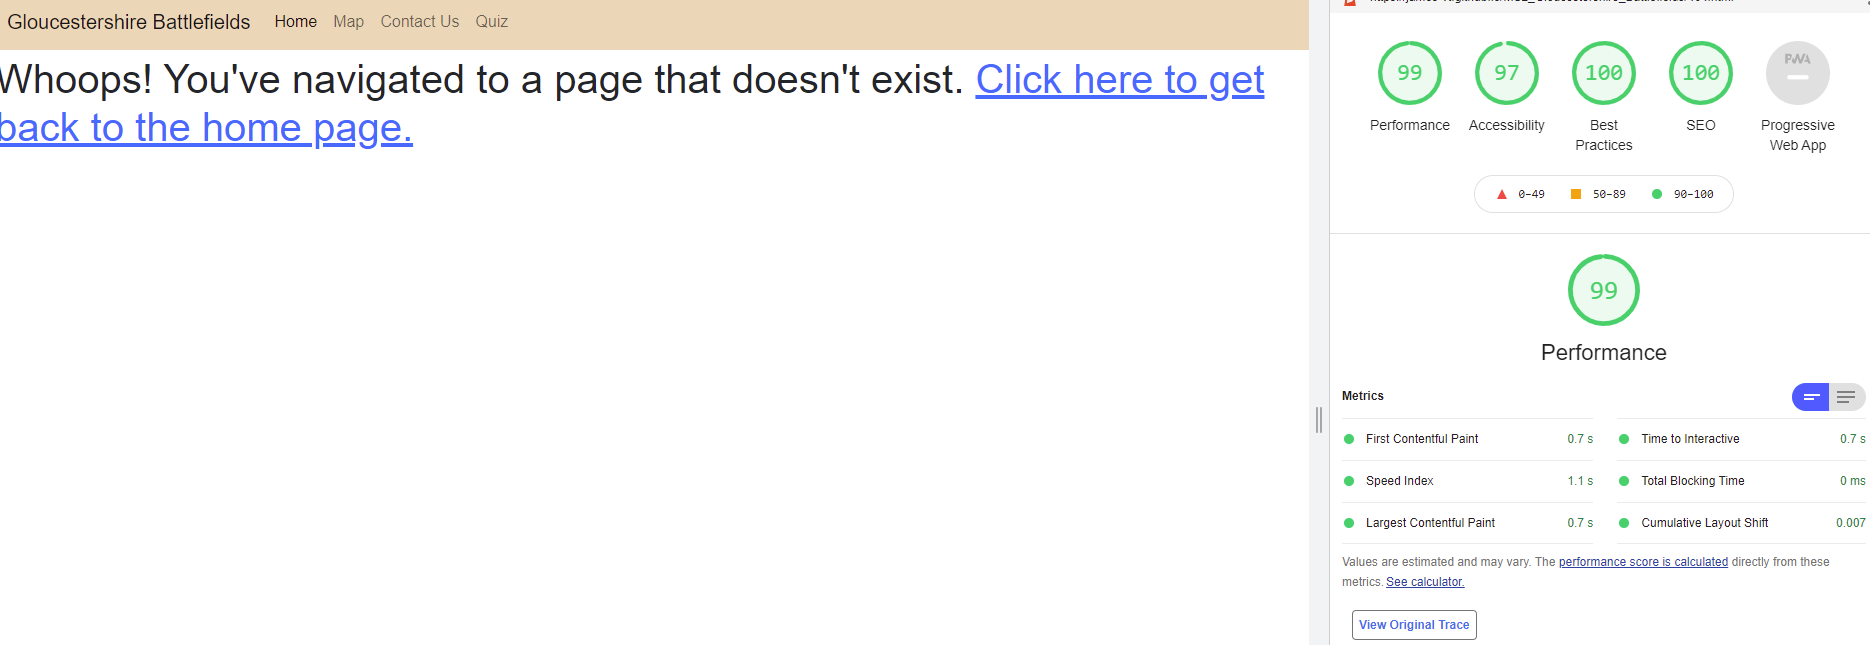 Gloucestershire Battlefields Home Map Contact Us Quiz
Whoops! You've navigated to a page that doesn't exist. Click here to get
back to the home page.
99 97 100 100 PWA
Performance Accessibility Best Practices SEO Progressive Web App
0–49 50–89 90–100
99
Performance
Metrics
First Contentful Paint 0.7 s
Time to Interactive 0.7 s
Speed Index 1.1 s
Total Blocking Time 0 ms
Largest Contentful Paint 0.7 s
Cumulative Layout Shift 0.007
Values are estimated and may vary. The performance score is calculated directly from these
metrics. See calculator.
View Original Trace